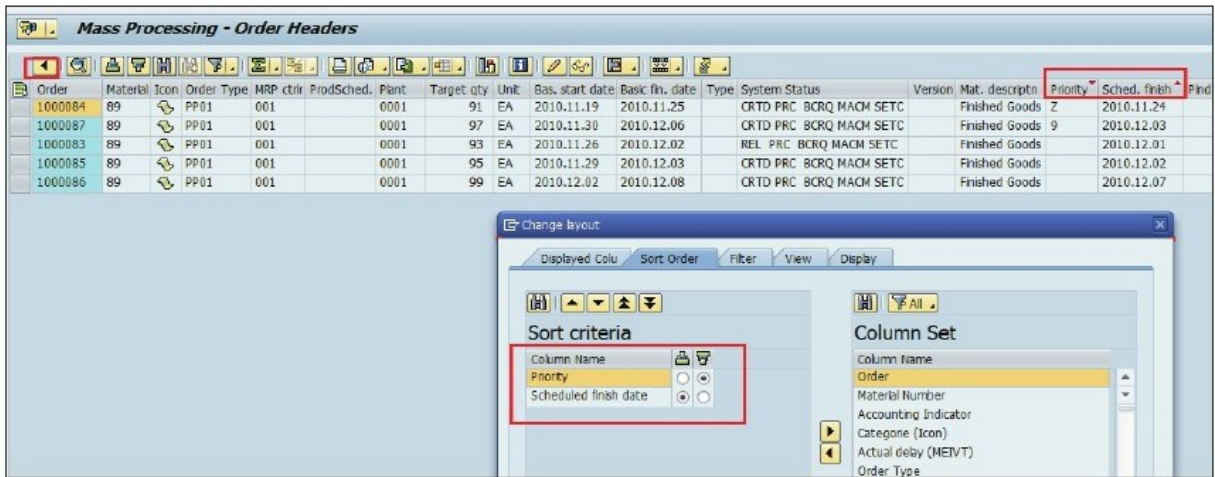 Mass Processing - Order Headers
Order Material Icon Order Type MRP ctrlr ProdSched. Plant Target qty Unit Bas. start date Basic fin. date Type System Status Version Mat. descriptn Priority Sched. finish Pind
1000084 89 PP01 001 0001 91 EA 2010.11.19 2010.11.25 CRTD PRC BCRQ MACM SETC Finished Goods Z 2010.11.24
1000087 89 PP01 001 0001 97 EA 2010.11.30 2010.12.06 CRTD PRC BCRQ MACM SETC Finished Goods 9 2010.12.03
1000083 89 PP01 001 0001 93 EA 2010.11.26 2010.12.02 REL PRC BCRQ MACM SETC Finished Goods 2010.12.01
1000085 89 PP01 001 0001 95 EA 2010.11.29 2010.12.03 CRTD PRC BCRQ MACM SETC Finished Goods 2010.12.02
1000086 89 PP01 001 0001 99 EA 2010.12.02 2010.12.08 CRTD PRC BCRQ MACM SETC Finished Goods 2010.12.07
Change layout
Displayed Colu Sort Order Filter View Display
All
Sort criteria Column Set
Column Name Column Name
Priority Order
Scheduled finish date Material Number
Accounting Indicator
Categorie (Icon)
Actual delay (MEIVT)
Order Type